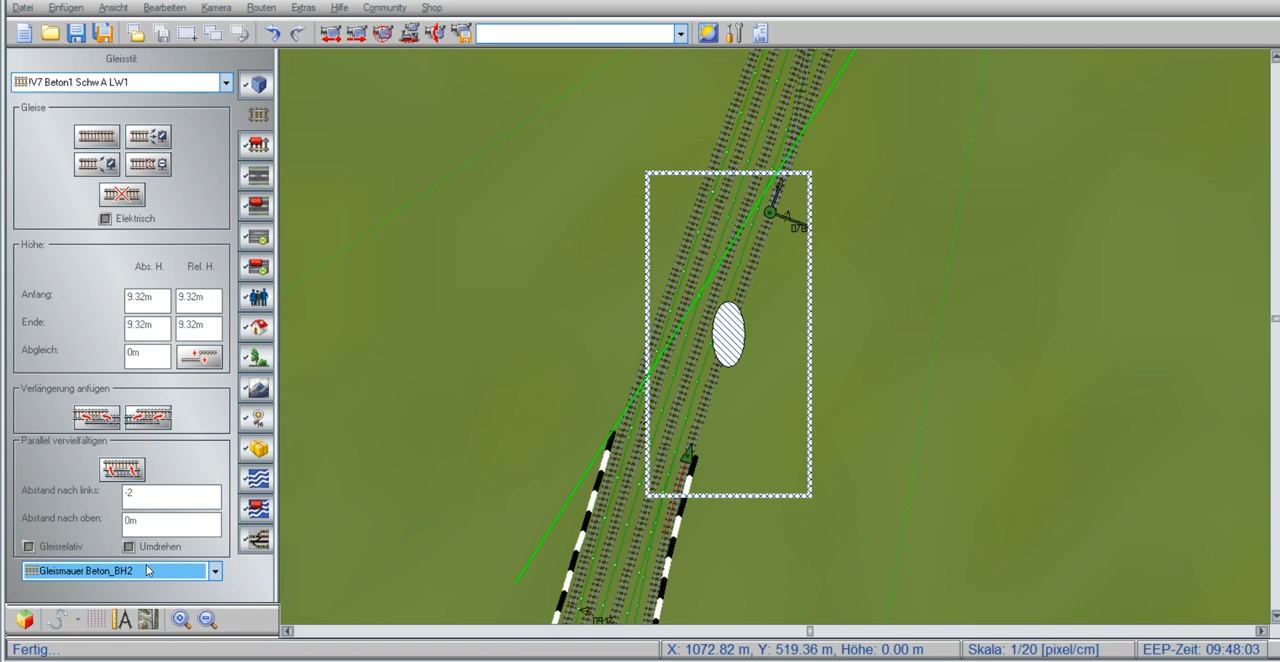 Datei Einfügen Ansicht Bearbeiten Kamera Routen Extras Hilfe Community Shop
Gleisstil:
!V7 Beton1 Schw A LW1
Gleise
Elektrisch
Höhe:
Abs. H. Rel. H.
Anfang: 9.32m 9.32m
Ende: 9.32m 9.32m
Abgleich: 0m
Verlängerung anfügen
Parallel vervielfältigen
Abstand nach links: -2
Abstand nach oben: 0m
Gleisrelativ Umdrehen
Gleismauer Beton_BH2
Fertig... X: 1072.82 m, Y: 519.36 m, Höhe: 0.00 m Skala: 1/20 [pixel/cm] EEP-Zeit: 09:48:03